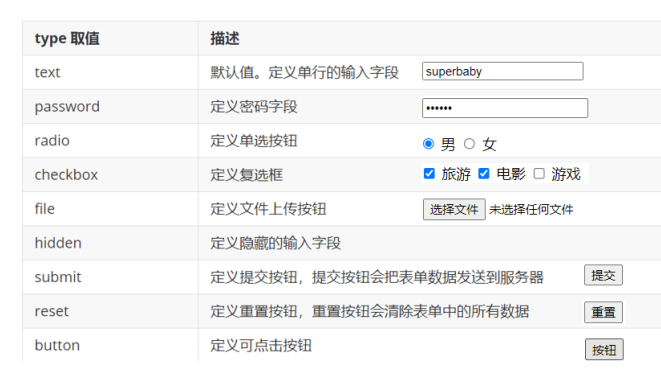 type 取值 描述
text 默认值。定义单行的输入字段 superbaby
password 定义密码字段 ••••••
radio 定义单选按钮 男 女
checkbox 定义复选框 旅游 电影 游戏
file 定义文件上传按钮 选择文件 未选择任何文件
hidden 定义隐藏的输入字段
submit 定义提交按钮，提交按钮会把表单数据发送到服务器 提交
reset 定义重置按钮，重置按钮会清除表单中的所有数据 重置
button 定义可点击按钮 按钮